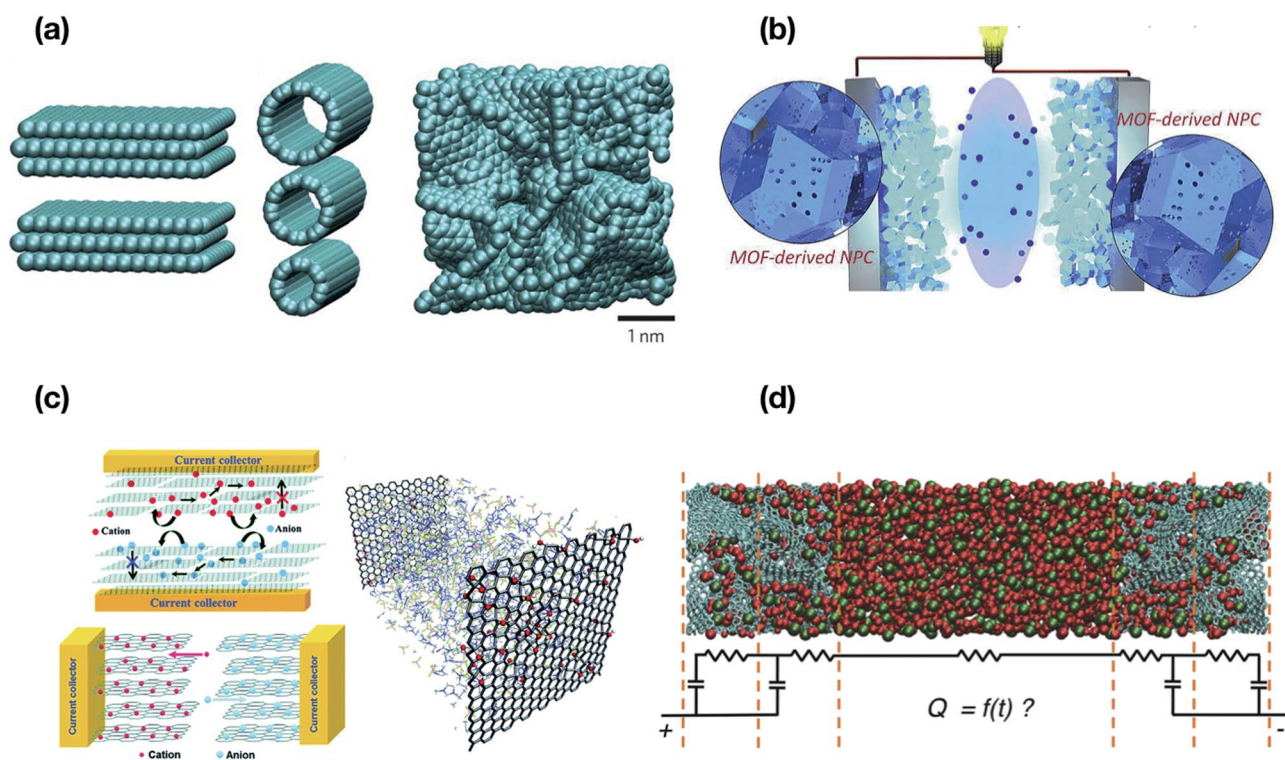 (a)
1 nm
(b)
MOF-derived NPC
MOF-derived NPC
(c)
Current collector
Cation
Anion
Current collector
Current collector
Current collector
Cation
Anion
(d)
Q = f(t) ?
+
-